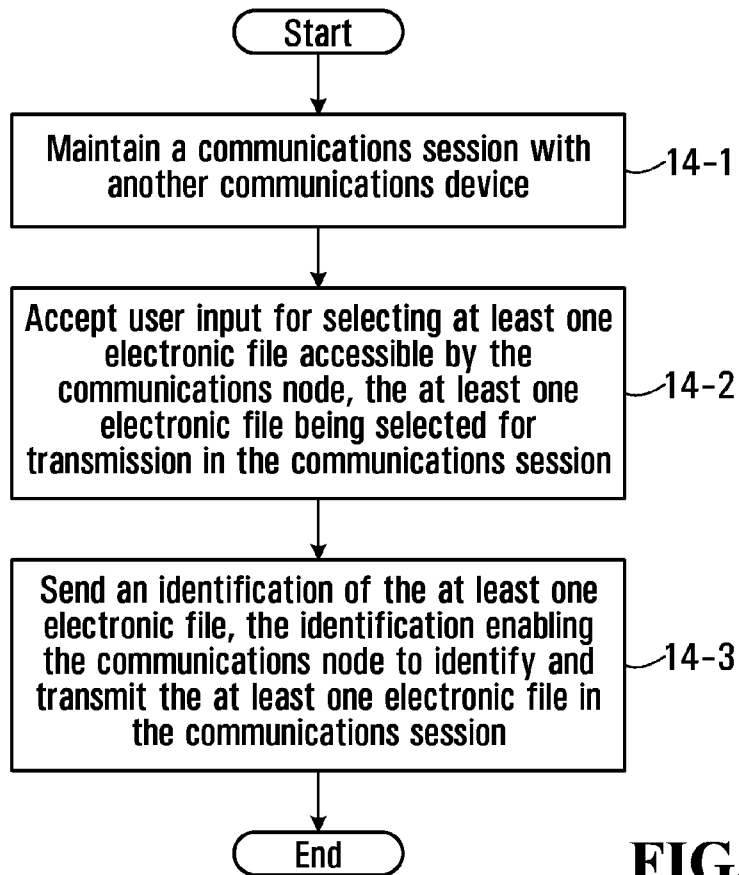 Start
Maintain a communications session with
another communications device
14-1
Accept user input for selecting at least one
electronic file accessible by the
communications node, the at least one
electronic file being selected for
transmission in the communications session
14-2
Send an identification of the at least one
electronic file, the identification enabling
the communications node to identify and
transmit the at least one electronic file in
the communications session
14-3
End
FIG.